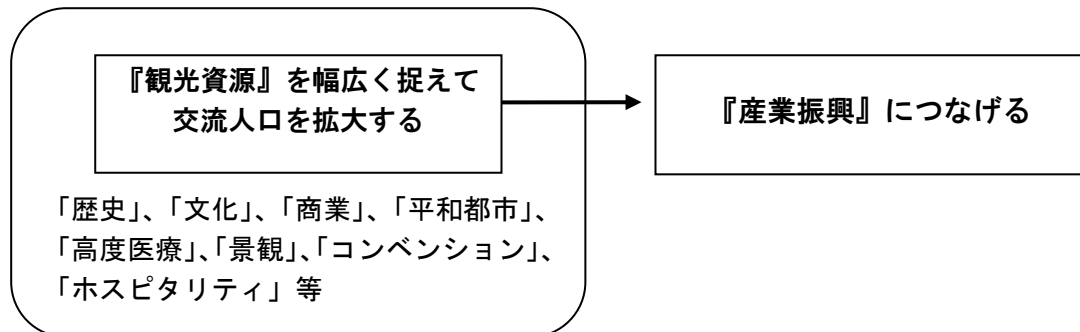 『観光資源』を幅広く捉えて
交流人口を拡大する
『産業振興』につなげる
「歴史」、「文化」、「商業」、「平和都市」、
「高度医療」、「景観」、「コンベンション」、
「ホスピタリティ」等